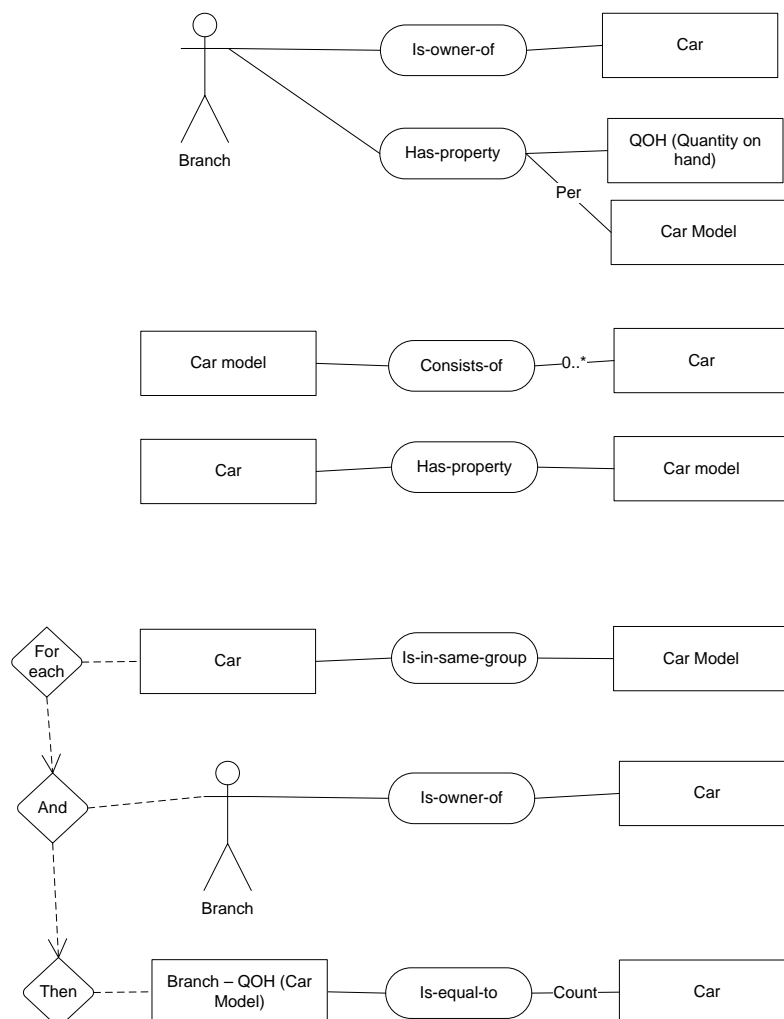 Is-owner-of
Car
Branch
Has-property
QOH (Quantity on
hand)
Per
Car Model
Car model
Consists-of
0..*
Car
Car
Has-property
Car model
For
each
Car
Is-in-same-group
Car Model
And
Is-owner-of
Car
Branch
Then
Branch – QOH (Car
Model)
Is-equal-to
Count
Car